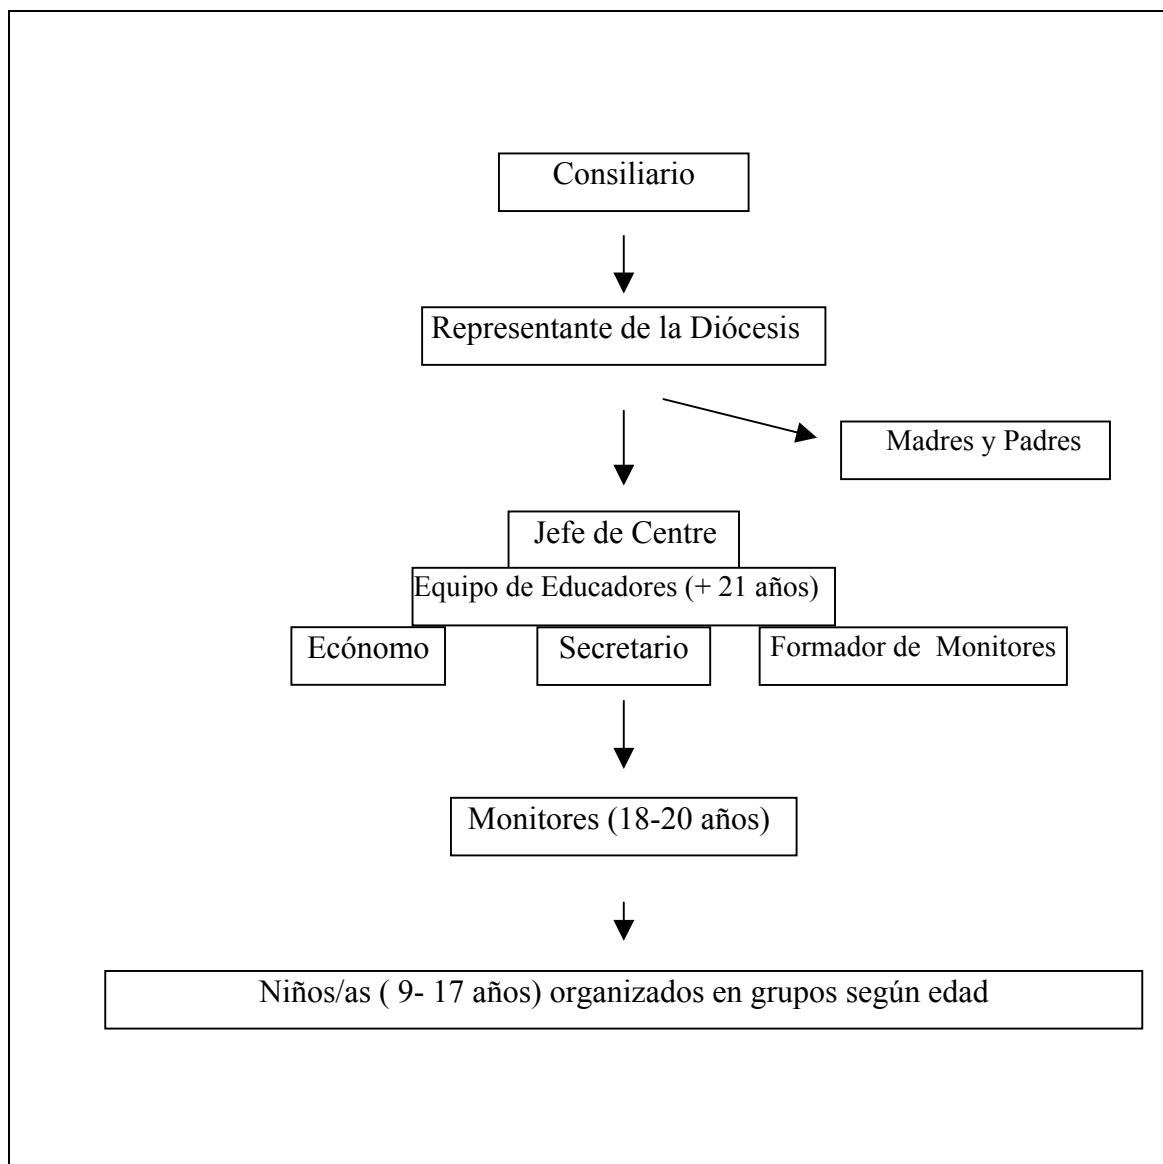 Consiliario
Representante de la Diócesis
Madres y Padres
Jefe de Centre
Equipo de Educadores (+ 21 años)
Ecónomo
Secretario
Formador de Monitores
Monitores (18-20 años)
Niños/as ( 9- 17 años) organizados en grupos según edad